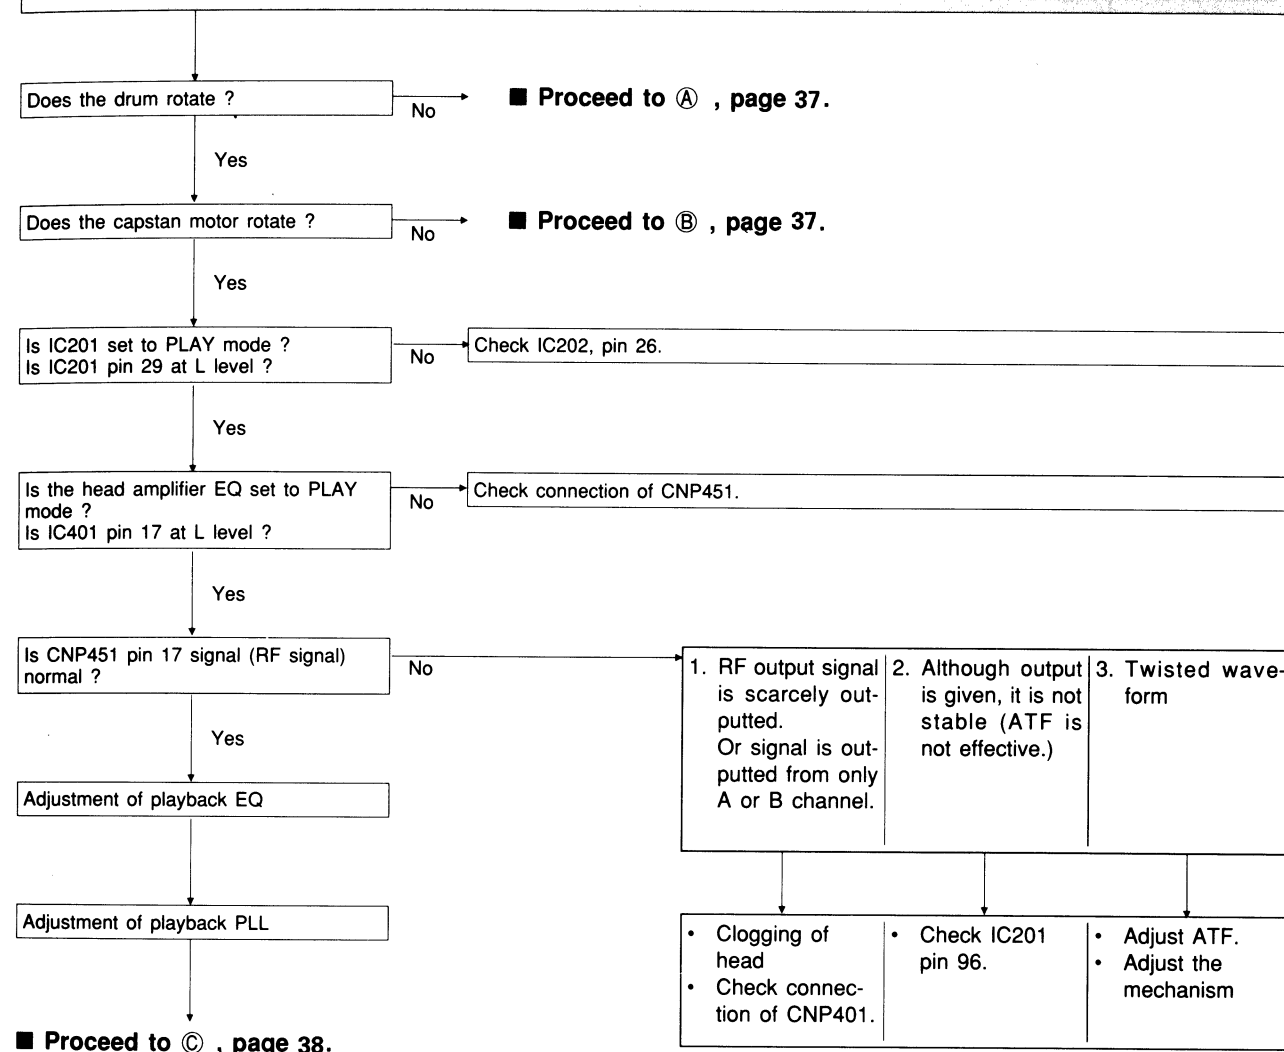 Does the drum rotate ?
No
■ Proceed to Ⓐ , page 37.
Yes
Does the capstan motor rotate ?
No
■ Proceed to Ⓑ , page 37.
Yes
Is IC201 set to PLAY mode ?
Is IC201 pin 29 at L level ?
No
Check IC202, pin 26.
Yes
Is the head amplifier EQ set to PLAY
mode ?
Is IC401 pin 17 at L level ?
No
Check connection of CNP451.
Yes
Is CNP451 pin 17 signal (RF signal)
normal ?
No
1. RF output signal
is scarcely out-
putted.
Or signal is out-
putted from only
A or B channel.
2. Although output
is given, it is not
stable (ATF is
not effective.)
3. Twisted wave-
form
Yes
Adjustment of playback EQ
Adjustment of playback PLL
• Clogging of
head
• Check connec-
tion of CNP401.
• Check IC201
pin 96.
• Adjust ATF.
• Adjust the
mechanism
■ Proceed to Ⓒ , page 38.